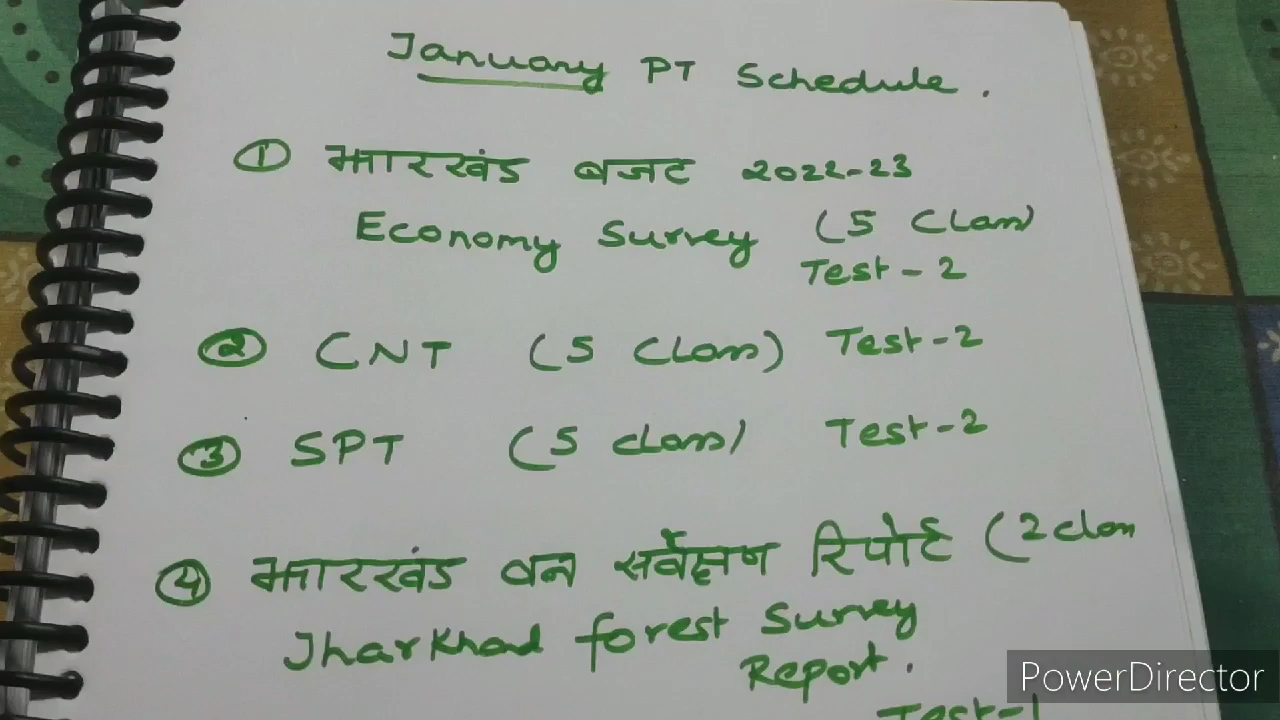 January PT Schedule.
① झारखंड बजट 2022-23
Economy Survey (5 Class)
Test-2
② CNT (5 Class) Test-2
③ SPT (5 class) Test-2
④ झारखंड वन सर्वेक्षण रिपोर्ट (2 class
Jharkhand forest Survey
Report.
Test-1
PowerDirector